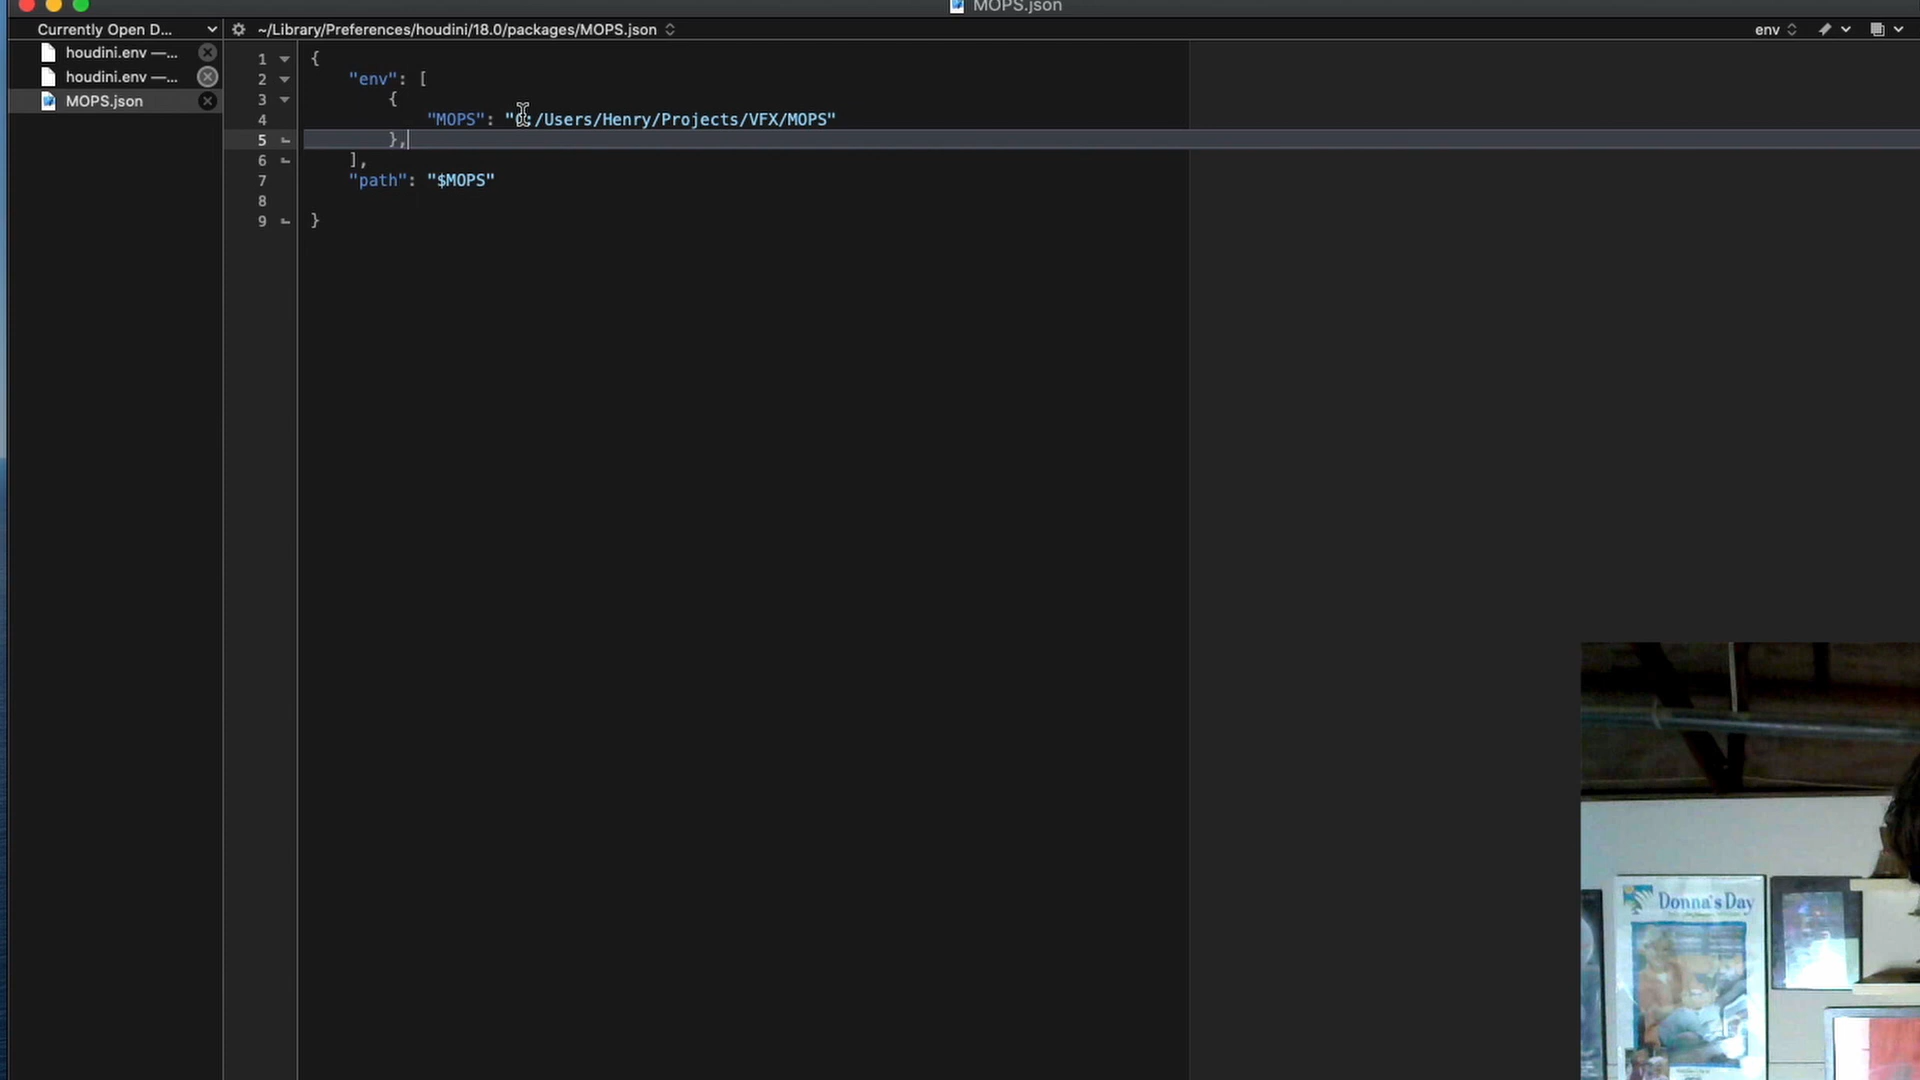 MOPS.json
Currently Open D...
~/Library/Preferences/houdini/18.0/packages/MOPS.json
env
houdini.env —...
houdini.env —...
MOPS.json
1 {
2 "env": [
3 {
4 "MOPS": "C:/Users/Henry/Projects/VFX/MOPS"
5 },
6 ],
7 "path": "$MOPS"
8
9 }
Donna's Day